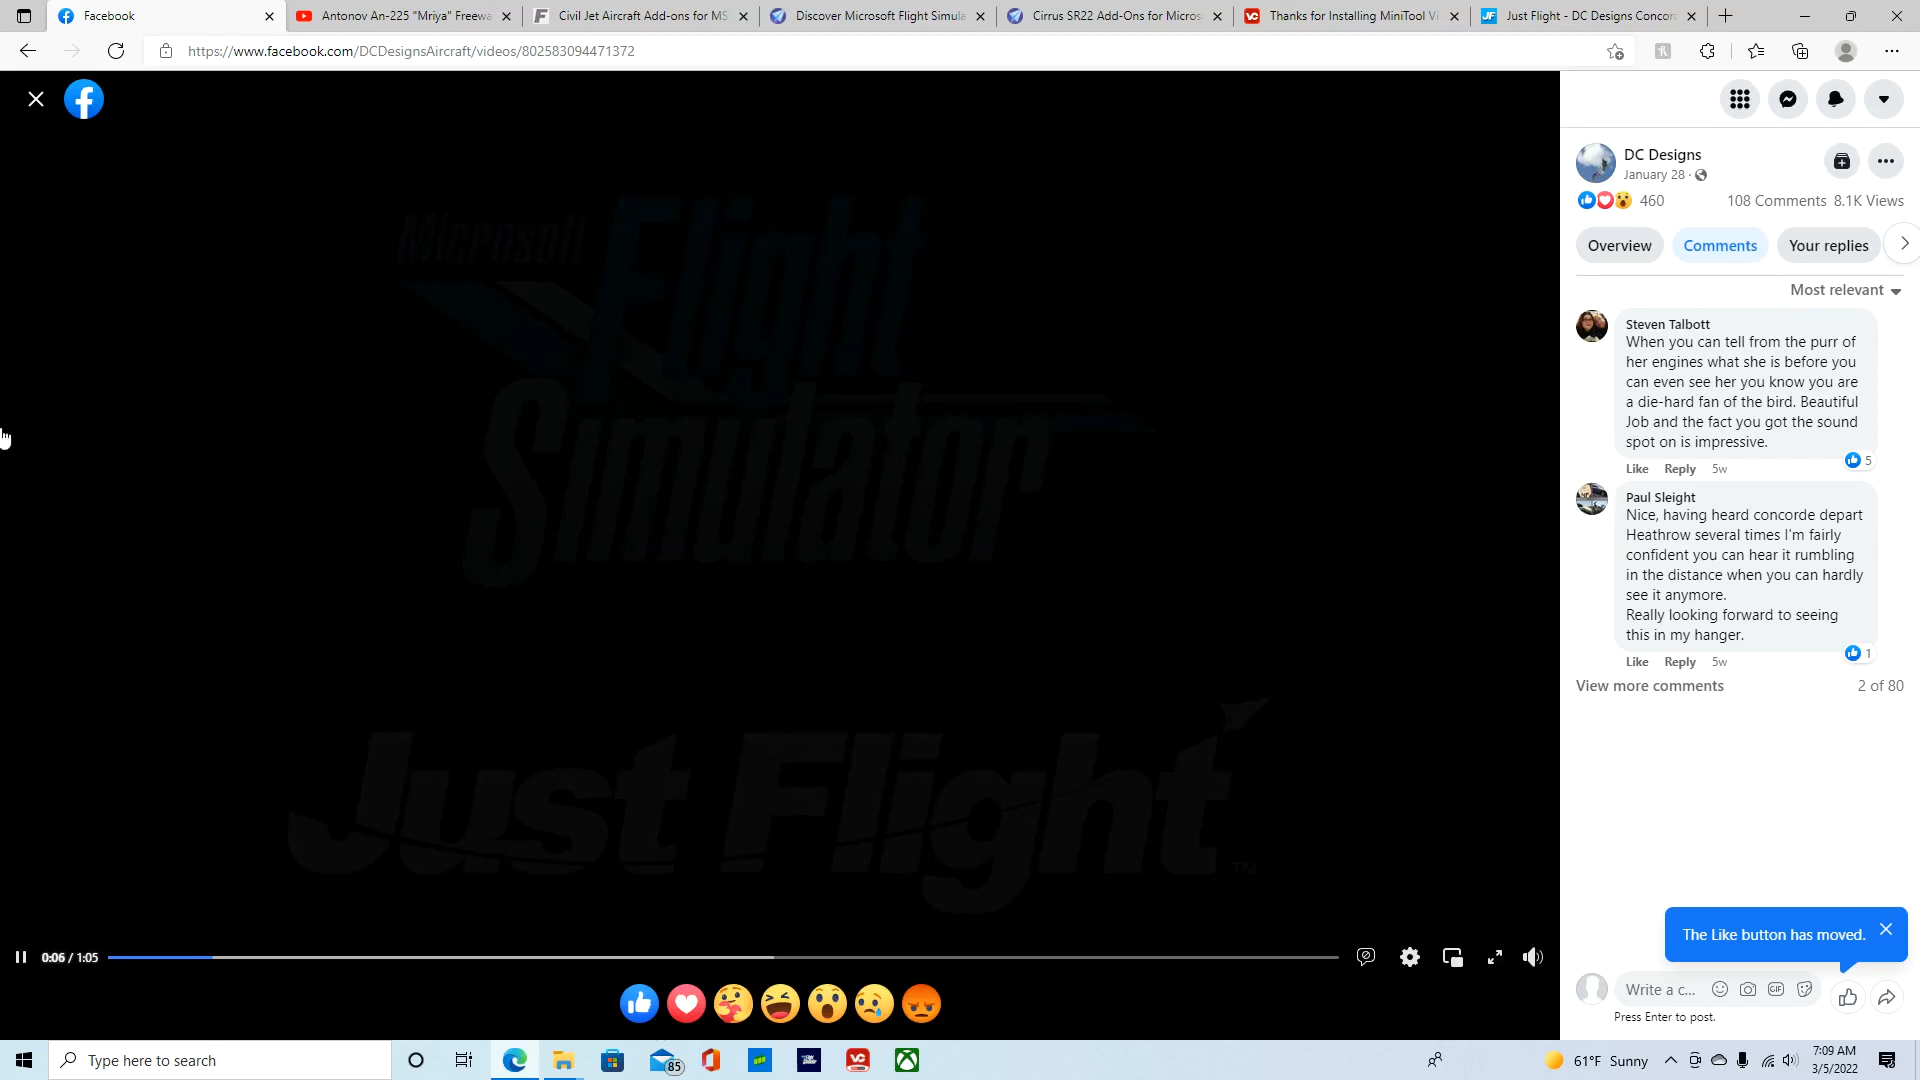 Facebook
Antonov An-225 "Mriya" Freewa
Civil Jet Aircraft Add-ons for MS
Discover Microsoft Flight Simula
Cirrus SR22 Add-Ons for Micros
Thanks for Installing MiniTool Vi
Just Flight - DC Designs Concor
https://www.facebook.com/DCDesignsAircraft/videos/802583094471372
Microsoft
Flight
Simulator
Just Flight
TM
DC Designs
January 28 ·
460
108 Comments 8.1K Views
Overview
Comments
Your replies
Most relevant
Steven Talbott
When you can tell from the purr of
her engines what she is before you
can even see her you know you are
a die-hard fan of the bird. Beautiful
Job and the fact you got the sound
spot on is impressive.
5
Like Reply 5w
Paul Sleight
Nice, having heard concorde depart
Heathrow several times I'm fairly
confident you can hear it rumbling
in the distance when you can hardly
see it anymore.
Really looking forward to seeing
this in my hanger.
1
Like Reply 5w
View more comments 2 of 80
The Like button has moved.
0:06 / 1:05
Write a c...
GIF
Press Enter to post.
Type here to search
85
VC
61°F Sunny
7:09 AM
3/5/2022